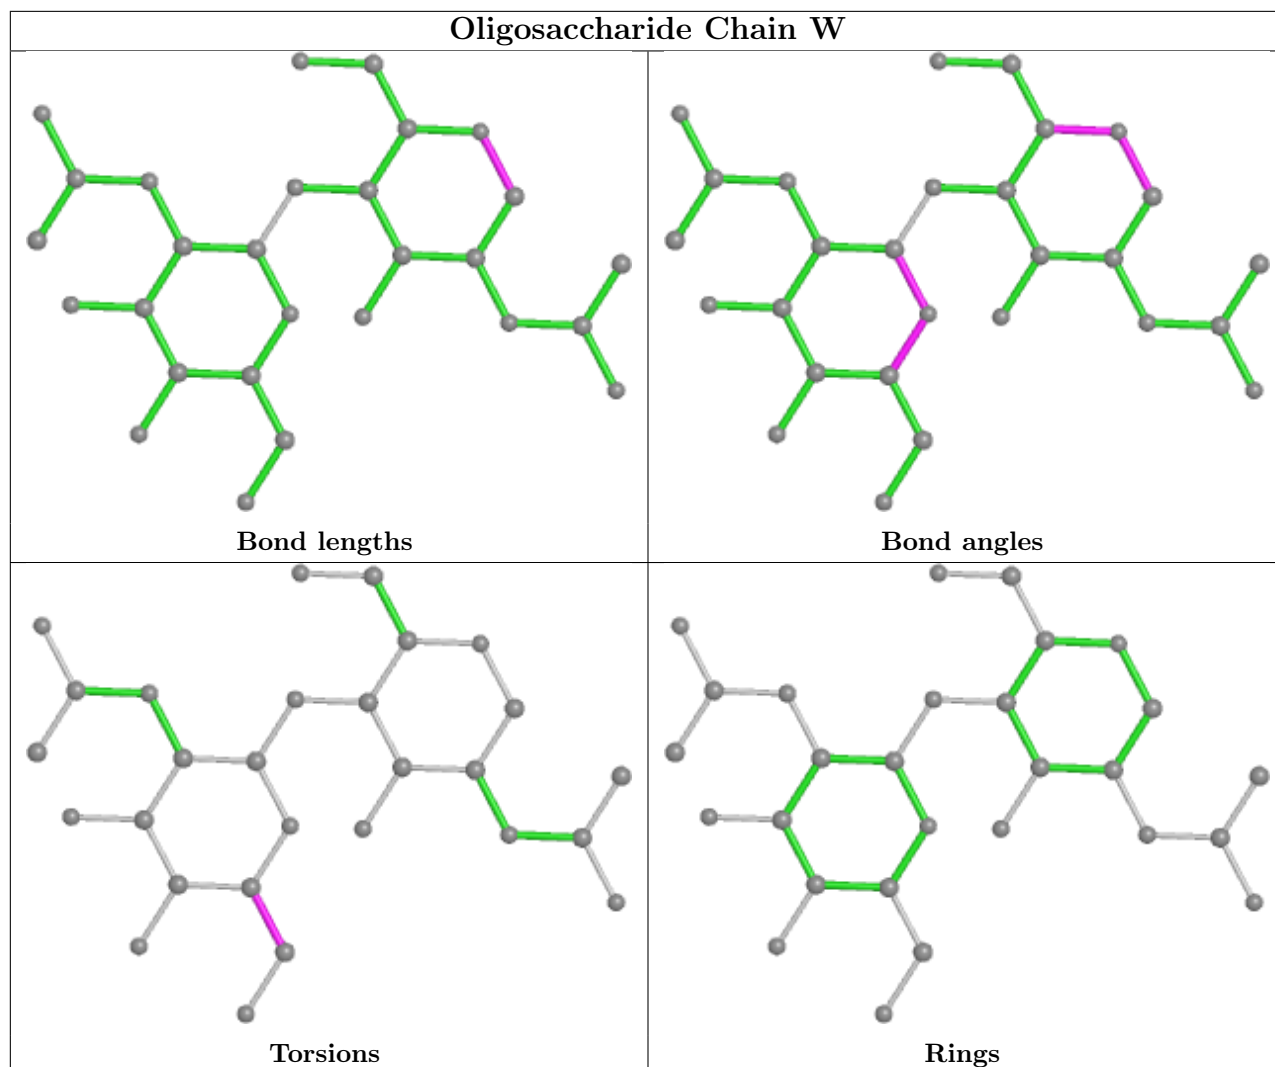 Oligosaccharide Chain W
Bond lengths
Bond angles
Torsions
Rings